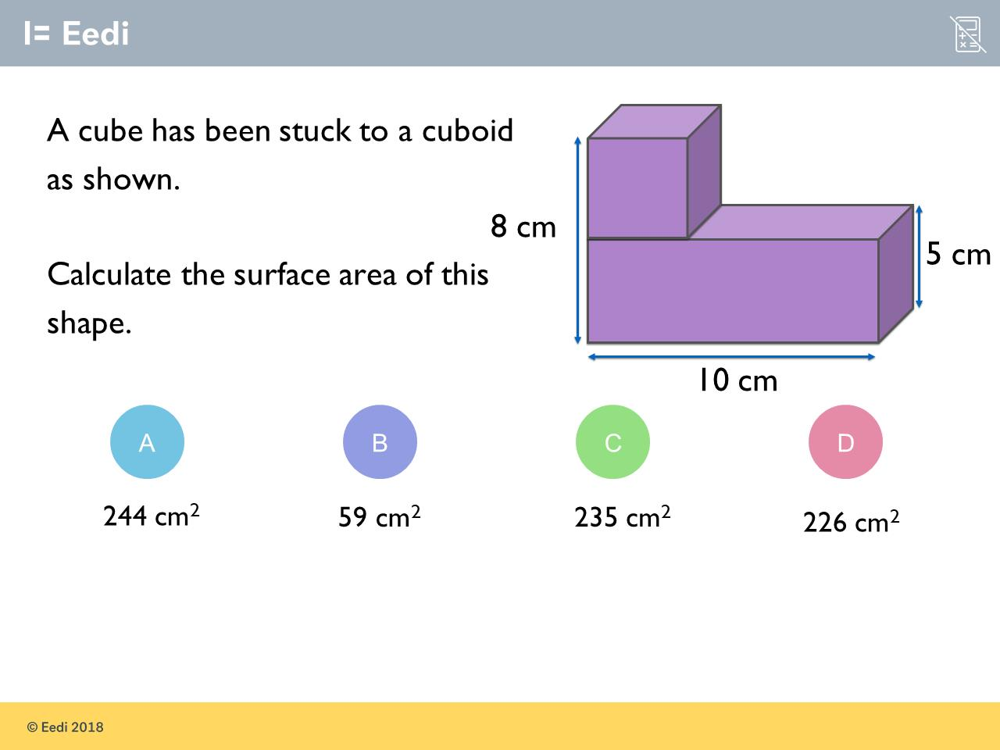 Eedi
A cube has been stuck to a cuboid
as shown.
8 cm
5 cm
Calculate the surface area of this
shape.
10 cm
A B C D
244 cm² 59 cm² 235 cm² 226 cm²
© Eedi 2018